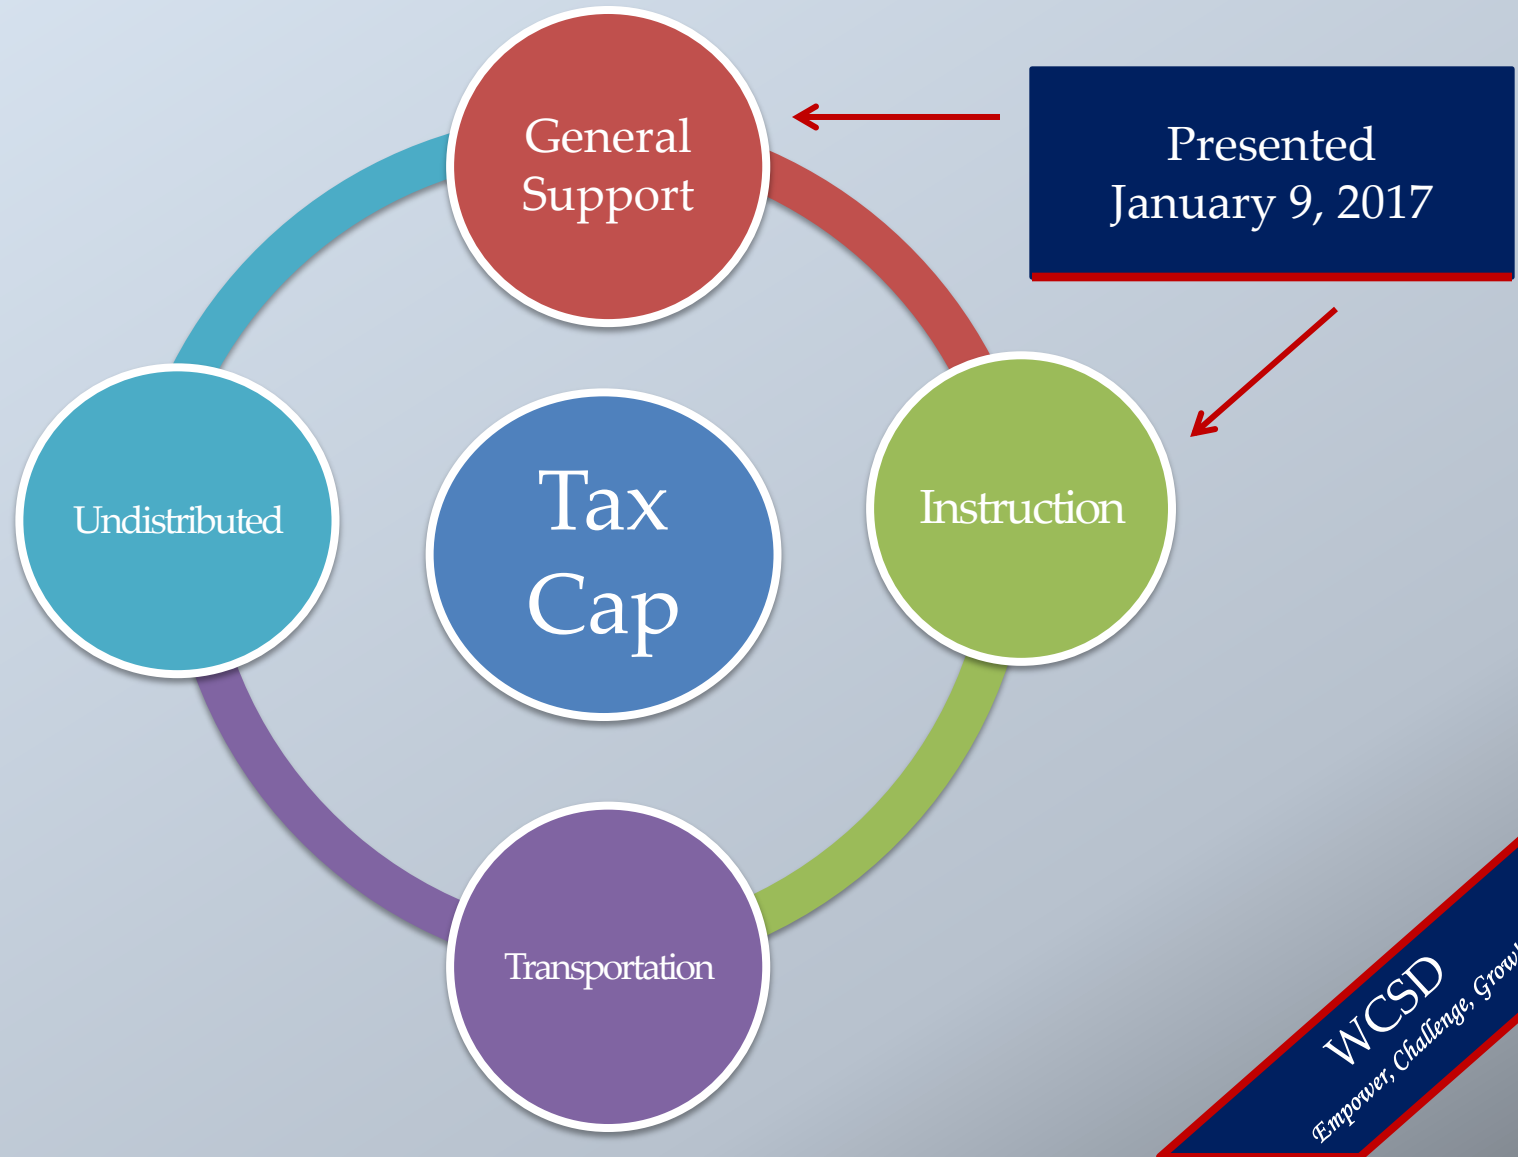 General
Support
Presented
January 9, 2017
Undistributed
Tax
Cap
Instruction
Transportation
WCSD
Empower, Challenge,